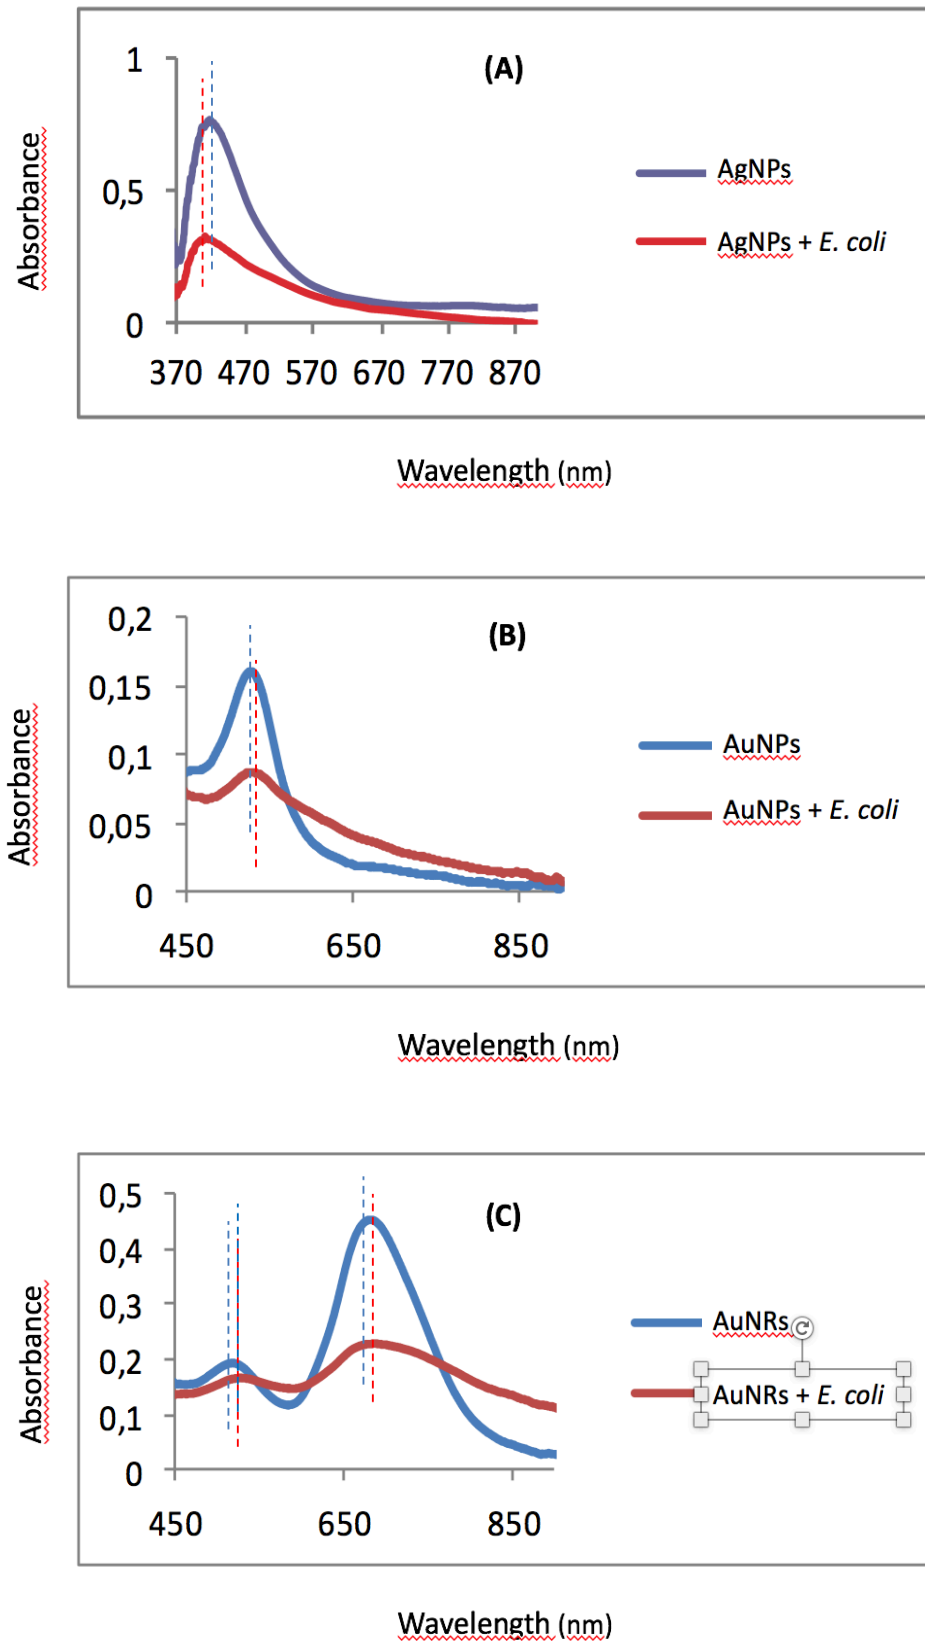 (A)
1
0,5
0
Absorbance
AgNPs
AgNPs + E. coli
370 470 570 670 770 870
Wavelength (nm)
(B)
0,2
0,15
0,1
0,05
0
Absorbance
AuNPs
AuNPs + E. coli
450 650 850
Wavelength (nm)
(C)
0,5
0,4
0,3
0,2
0,1
0
Absorbance
AuNRs
AuNRs + E. coli
450 650 850
Wavelength (nm)